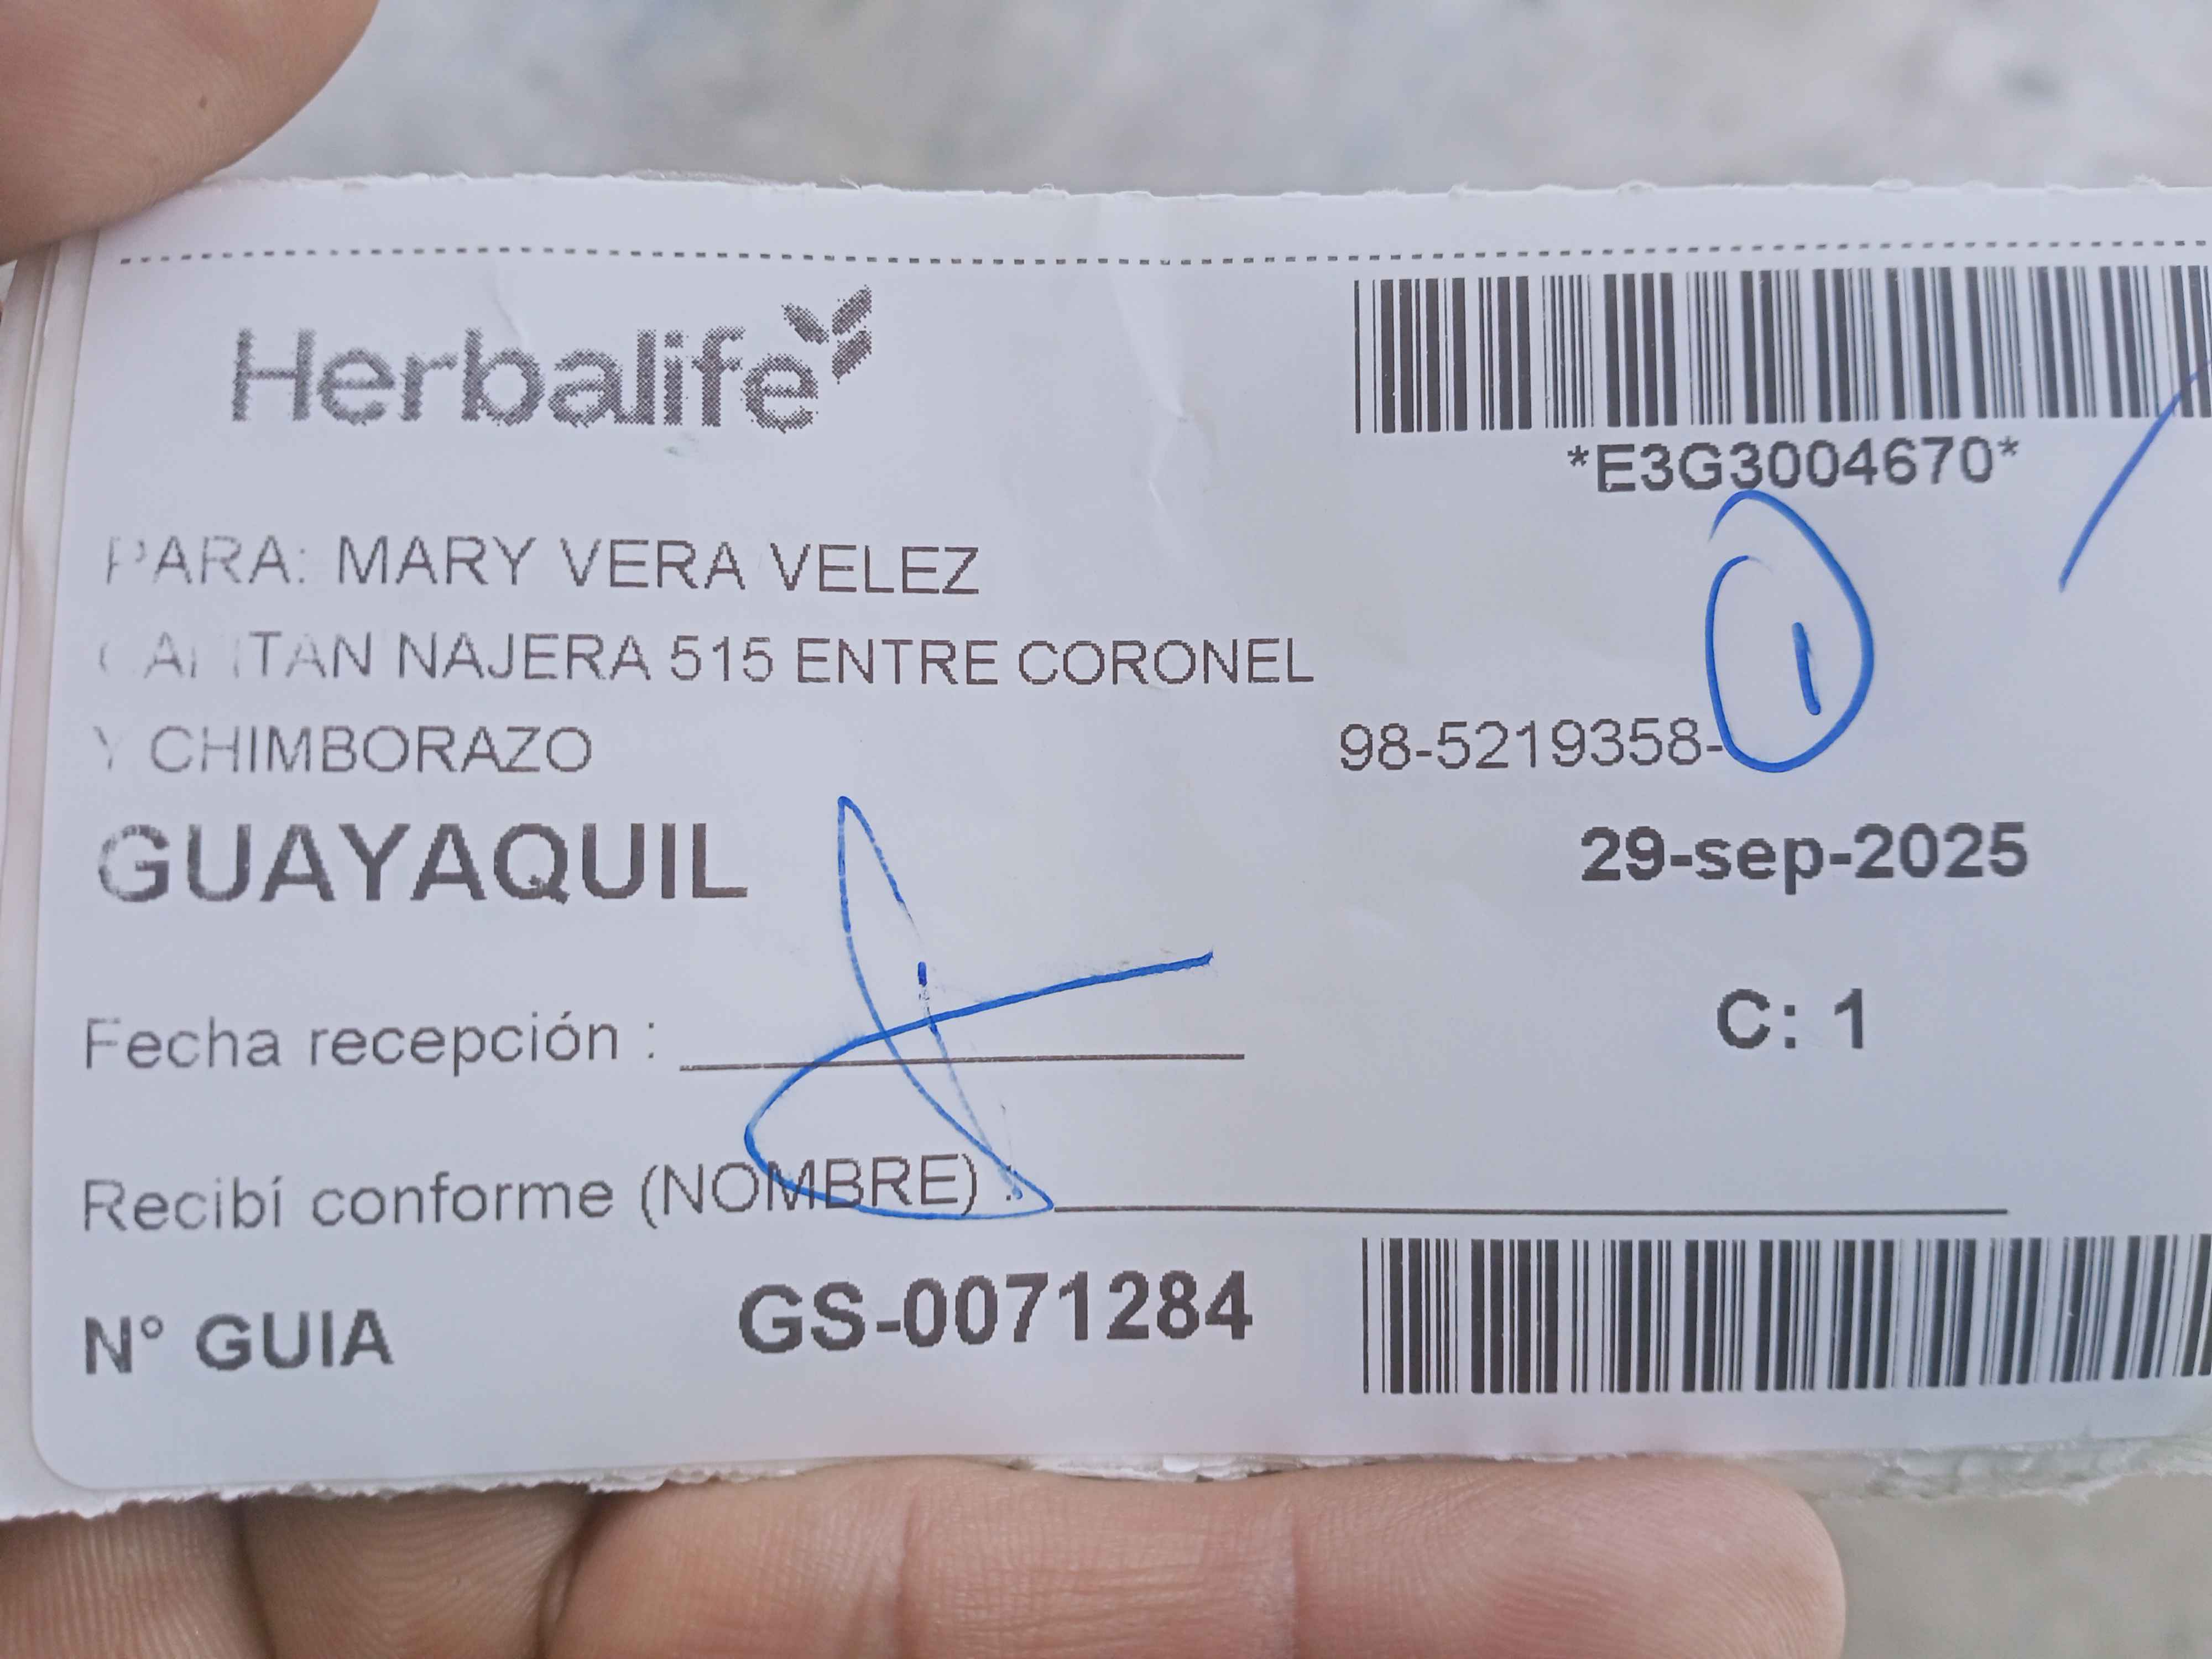 Herbalife
*E3G3004670*
PARA: MARY VERA VELEZ
CAPITAN NAJERA 515 ENTRE CORONEL
Y CHIMBORAZO
98-5219358-
1
GUAYAQUIL
29-sep-2025
C: 1
Fecha recepción :
Recibí conforme (NOMBRE) :
N° GUIA GS-0071284